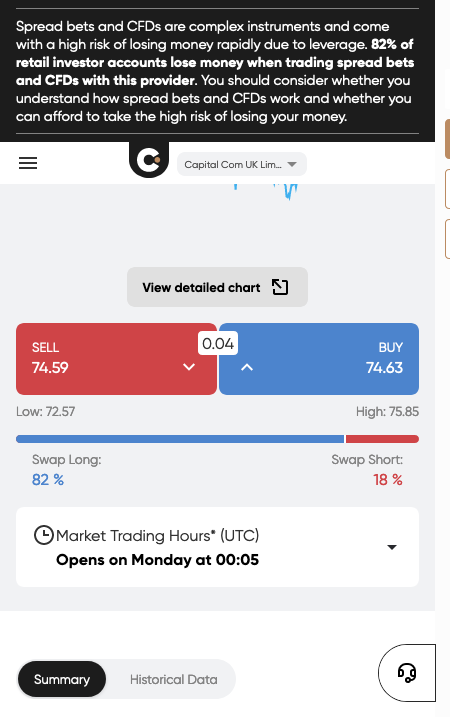 Spread bets and CFDs are complex instruments and come
with a high risk of losing money rapidly due to leverage. 82% of
retail investor accounts lose money when trading spread bets
and CFDs with this provider. You should consider whether you
understand how spread bets and CFDs work and whether you
can afford to take the high risk of losing your money.
Capital Com UK Lim...
View detailed chart
SELL
0.04
BUY
74.59
74.63
Low: 72.57
High: 75.85
Swap Long:
Swap Short:
82 %
18 %
Market Trading Hours* (UTC)
Opens on Monday at 00:05
Summary
Historical Data